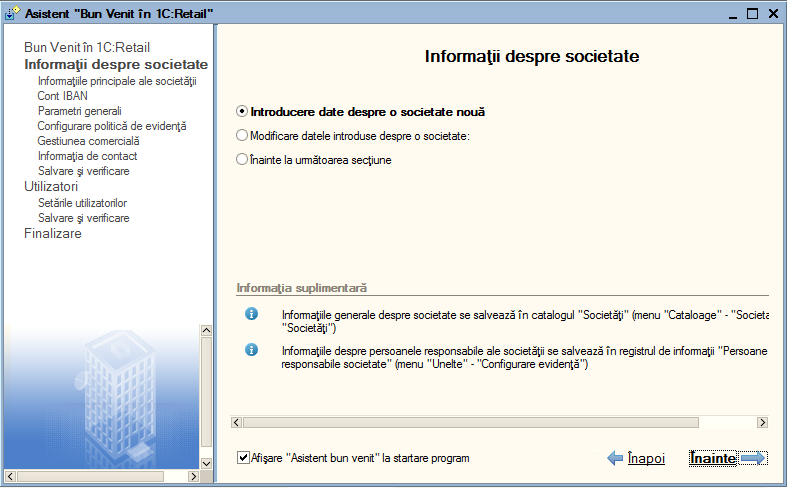 Asistent "Bun Venit în 1C:Retail"
Bun Venit în 1C:Retail
Informaţii despre societate
Informaţiile principale ale societăţii
Cont IBAN
Parametri generali
Configurare politică de evidenţă
Gestiunea comercială
Informaţia de contact
Salvare şi verificare
Utilizatori
Setările utilizatorilor
Salvare şi verificare
Finalizare
Informaţii despre societate
Introducere date despre o societate nouă
Modificare datele introduse despre o societate:
Înainte la următoarea secţiune
Informaţia suplimentară
Informaţiile generale despre societate se salvează în catalogul "Societăţi" (menu "Cataloage" - "Societa
"Societăţi")
Informaţiile despre persoanele responsabile ale societăţii se salvează în registrul de informaţii "Persoane
responsabile societate" (menu "Unelte" - "Configurare evidenţă")
Afişare "Asistent bun venit" la startare program
Înapoi
Înainte